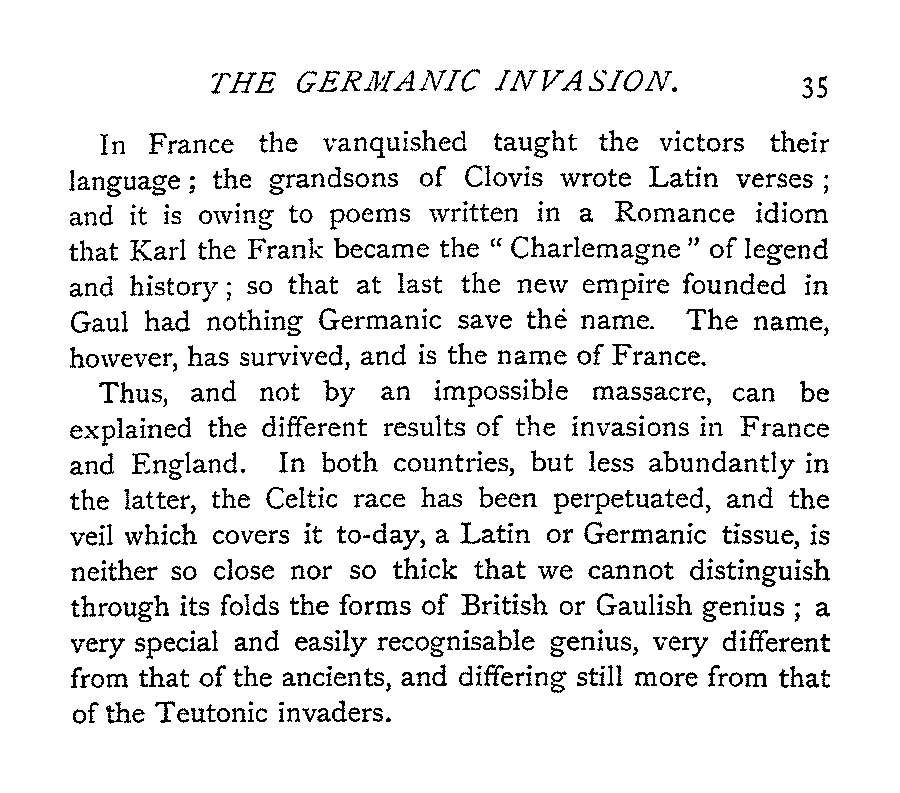 THE GERMANIC INVASION. 35
In France the vanquished taught the victors their
language ; the grandsons of Clovis wrote Latin verses ;
and it is owing to poems written in a Romance idiom
that Karl the Frank became the “ Charlemagne ” of legend
and history ; so that at last the new empire founded in
Gaul had nothing Germanic save the name. The name,
however, has survived, and is the name of France.
Thus, and not by an impossible massacre, can be
explained the different results of the invasions in France
and England. In both countries, but less abundantly in
the latter, the Celtic race has been perpetuated, and the
veil which covers it to-day, a Latin or Germanic tissue, is
neither so close nor so thick that we cannot distinguish
through its folds the forms of British or Gaulish genius ; a
very special and easily recognisable genius, very different
from that of the ancients, and differing still more from that
of the Teutonic invaders.